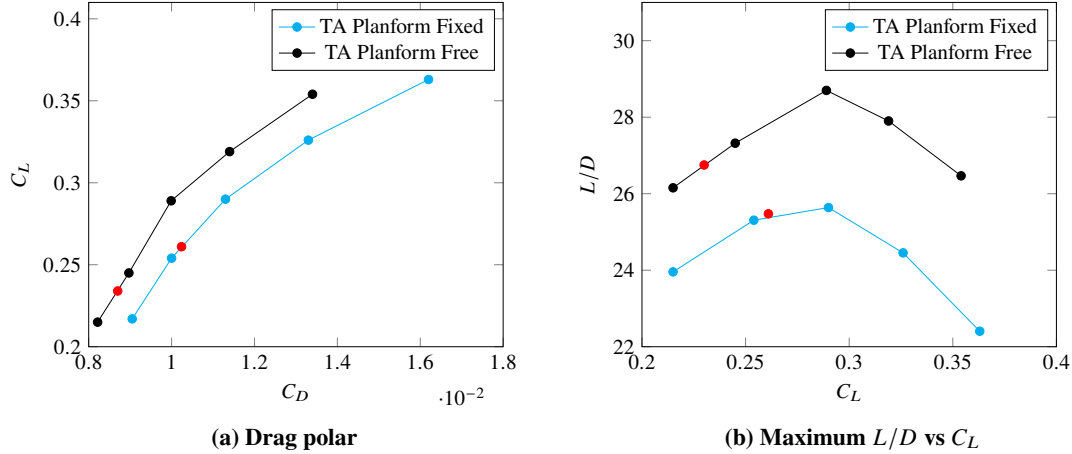 0.4
0.35
0.3
0.25
0.2
C_L
TA Planform Fixed
TA Planform Free
0.8 1 1.2 1.4 1.6 1.8
·10⁻²
C_D
(a) Drag polar
30
28
26
24
22
L/D
TA Planform Fixed
TA Planform Free
0.2 0.25 0.3 0.35 0.4
C_L
(b) Maximum L/D vs C_L